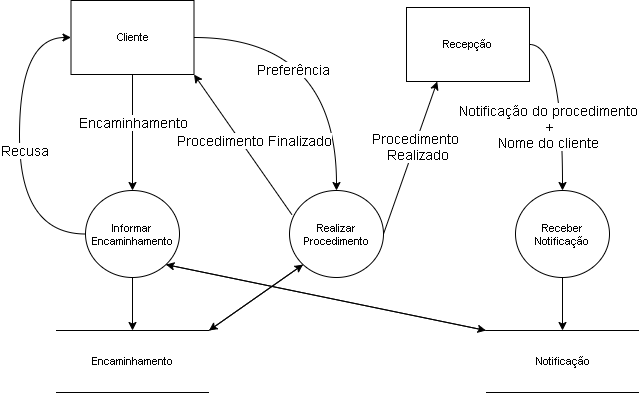 Cliente
Recepção
Preferência
Encaminhamento
Notificação do procedimento
+
Nome do cliente
Recusa
Procedimento Finalizado
Procedimento
Realizado
Informar
Encaminhamento
Realizar
Procedimento
Receber
Notificação
Encaminhamento
Notificação